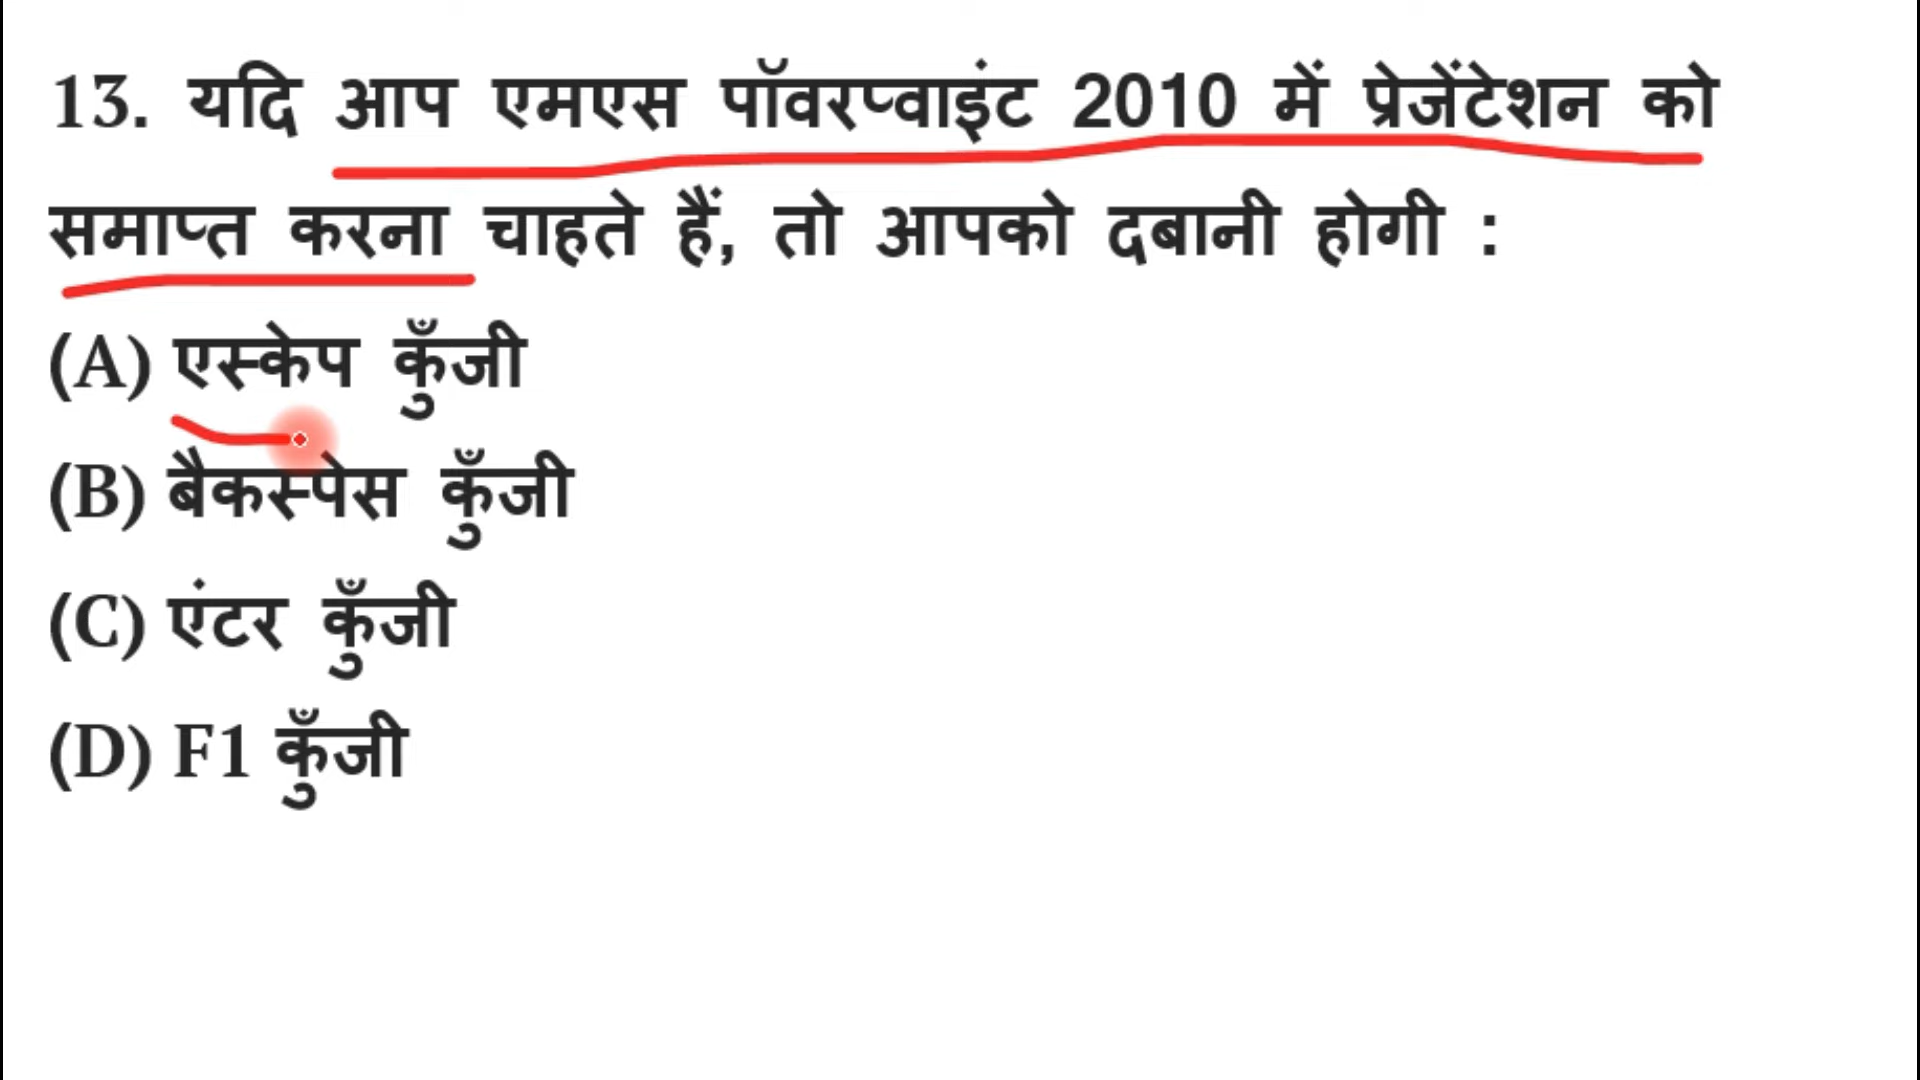 13. यदि आप एमएस पॉवरप्वाइंट 2010 में प्रेजेंटेशन को
समाप्त करना चाहते हैं, तो आपको दबानी होगी :
(A) एस्केप कुँजी
(B) बैकस्पेस कुँजी
(C) एंटर कुँजी
(D) F1 कुँजी